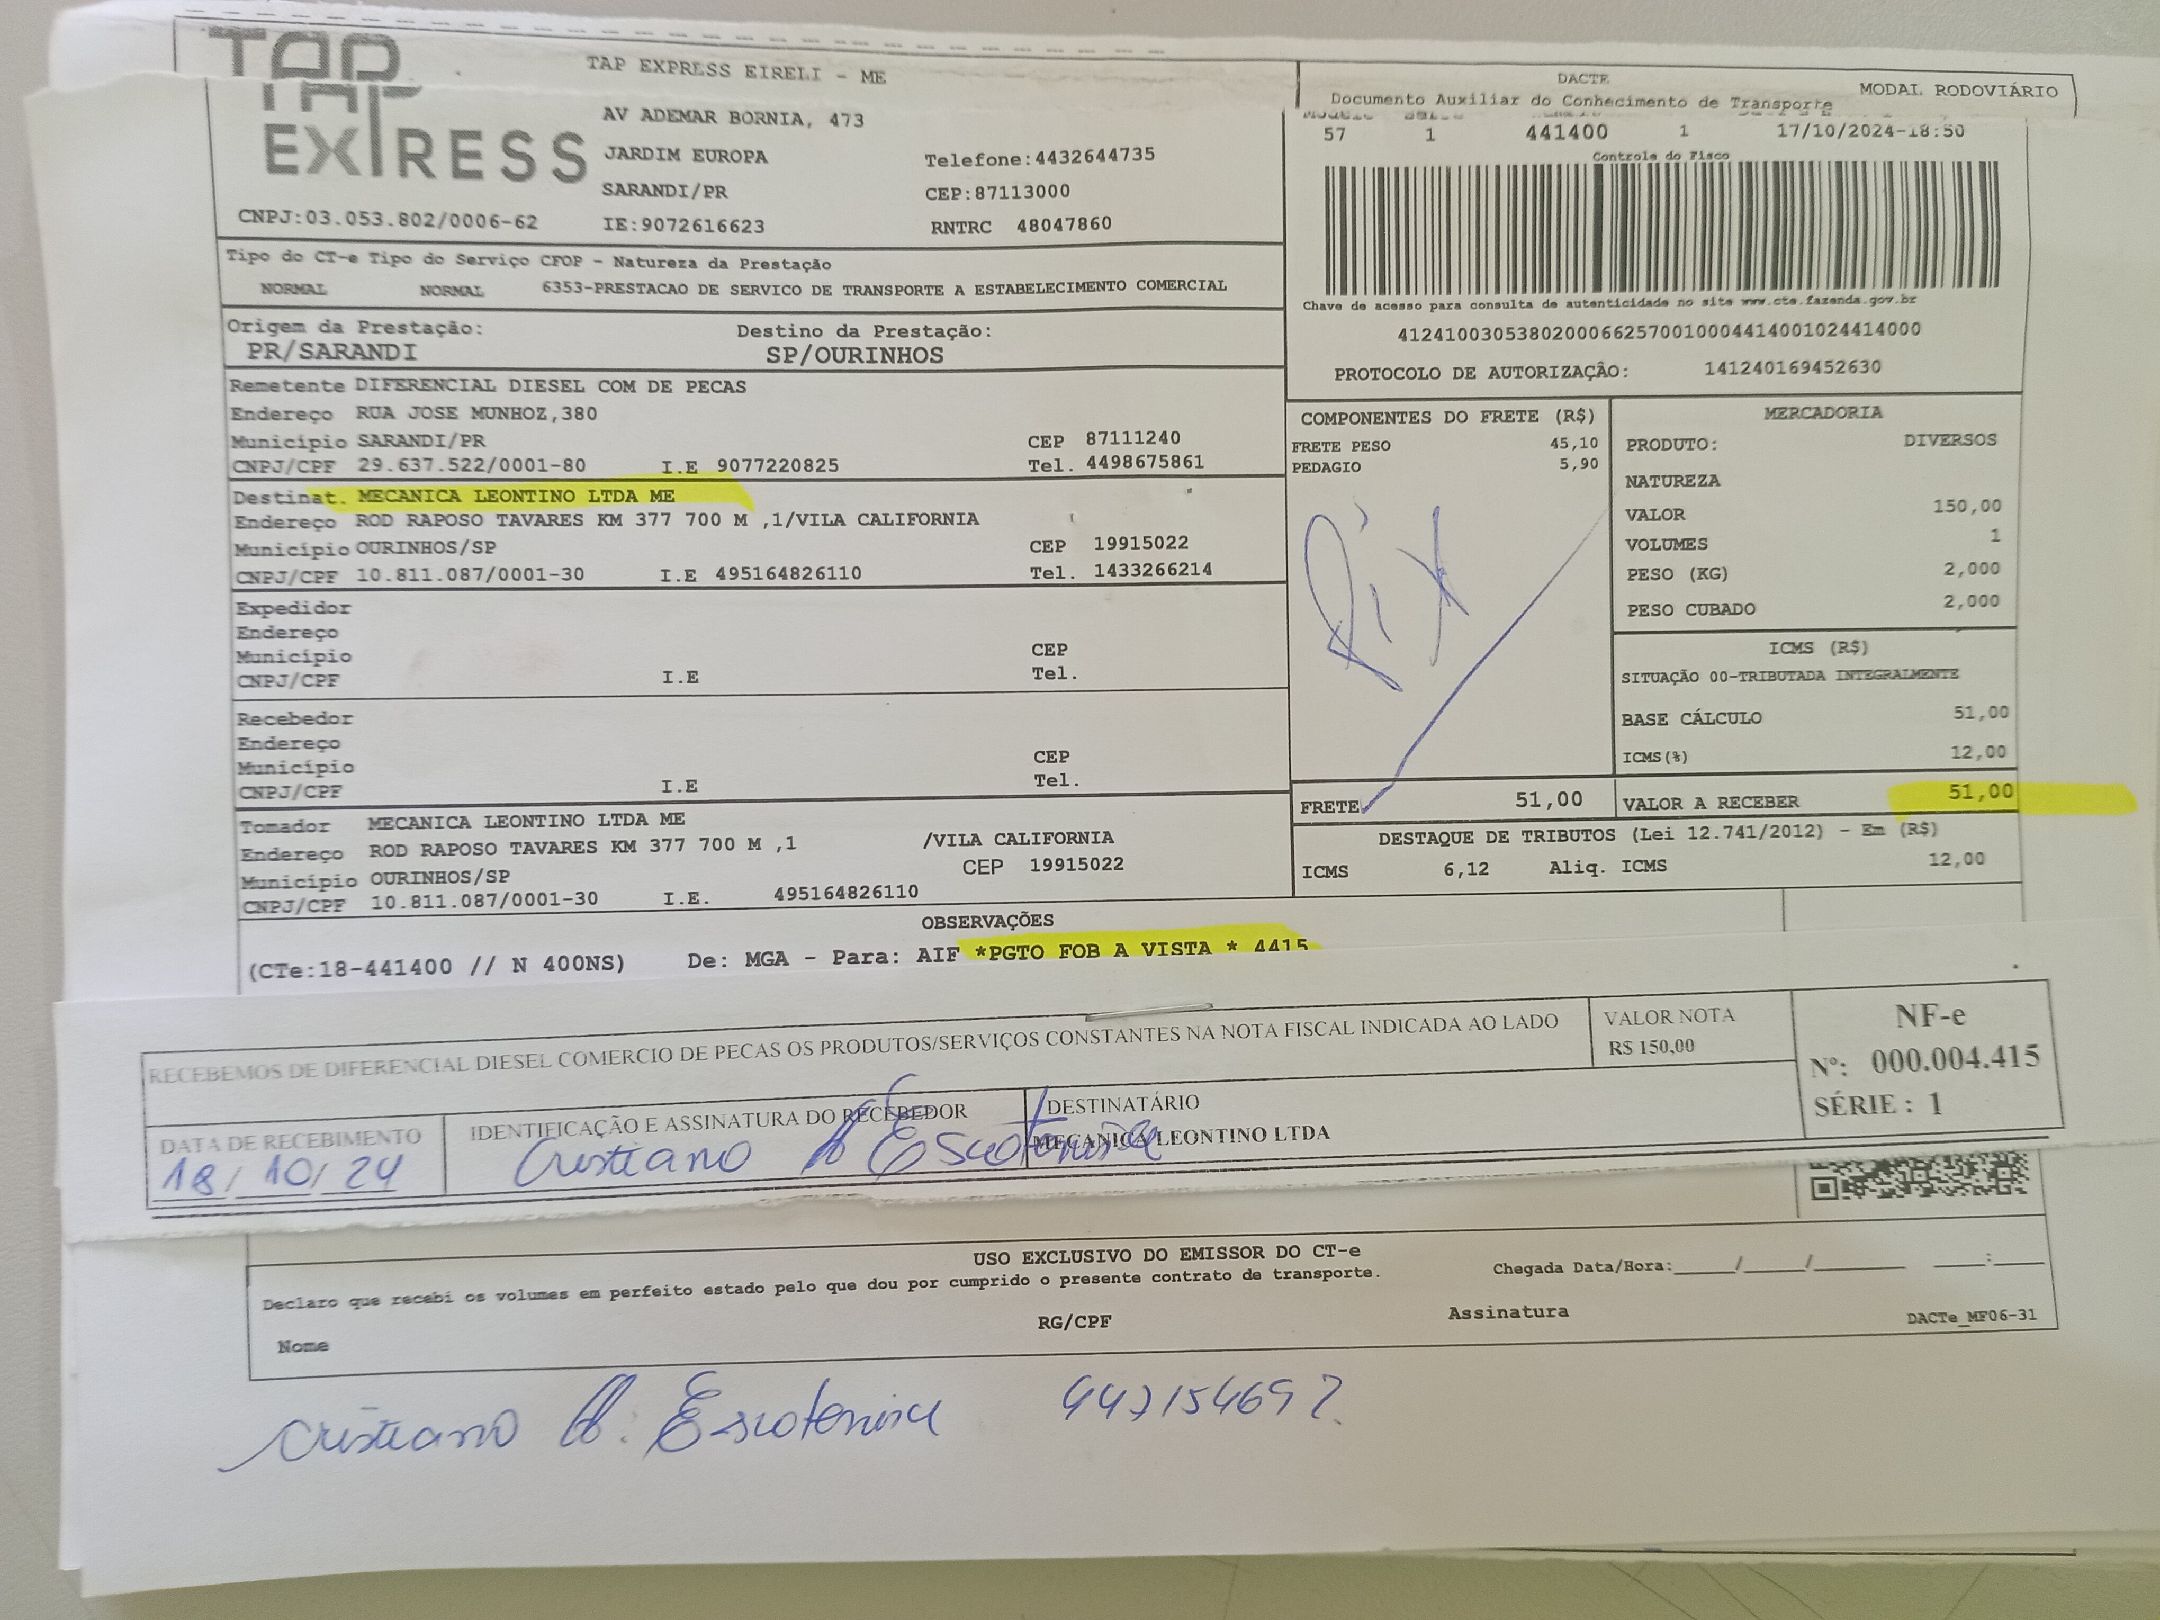 TAP
EXPRESS
TAP EXPRESS EIRELI - ME
AV ADEMAR BORNIA, 473
JARDIM EUROPA Telefone:4432644735
SARANDI/PR CEP:87113000
CNPJ:03.053.802/0006-62 IE:9072616623 RNTRC 48047860
DACTE MODAL RODOVIÁRIO
Documento Auxiliar do Conhecimento de Transporte
57 1 441400 1 17/10/2024-18:50
Controle do Fisco
Chave de acesso para consulta de autenticidade no site www.cte.fazenda.gov.br
41241003053802000662570010004414001024414000
PROTOCOLO DE AUTORIZAÇÃO: 141240169452630
Tipo do CT-e Tipo do Serviço CFOP - Natureza da Prestação
NORMAL NORMAL 6353-PRESTACAO DE SERVICO DE TRANSPORTE A ESTABELECIMENTO COMERCIAL
Origem da Prestação: Destino da Prestação:
PR/SARANDI SP/OURINHOS
Remetente DIFERENCIAL DIESEL COM DE PECAS
Endereço RUA JOSE MUNHOZ,380
Município SARANDI/PR CEP 87111240
CNPJ/CPF 29.637.522/0001-80 I.E 9077220825 Tel. 4498675861
Destinat. MECANICA LEONTINO LTDA ME
Endereço ROD RAPOSO TAVARES KM 377 700 M ,1/VILA CALIFORNIA
Município OURINHOS/SP CEP 19915022
CNPJ/CPF 10.811.087/0001-30 I.E 495164826110 Tel. 1433266214
Expedidor
Endereço
Município CEP
CNPJ/CPF I.E Tel.
Recebedor
Endereço
Município CEP
CNPJ/CPF I.E Tel.
Tomador MECANICA LEONTINO LTDA ME
Endereço ROD RAPOSO TAVARES KM 377 700 M ,1 /VILA CALIFORNIA
Município OURINHOS/SP CEP 19915022
CNPJ/CPF 10.811.087/0001-30 I.E. 495164826110
COMPONENTES DO FRETE (R$)
FRETE PESO 45,10
PEDAGIO 5,90
Pix
FRETE 51,00
MERCADORIA
PRODUTO: DIVERSOS
NATUREZA
VALOR 150,00
VOLUMES 1
PESO (KG) 2,000
PESO CUBADO 2,000
ICMS (R$)
SITUAÇÃO 00-TRIBUTADA INTEGRALMENTE
BASE CÁLCULO 51,00
ICMS(%) 12,00
VALOR A RECEBER 51,00
DESTAQUE DE TRIBUTOS (Lei 12.741/2012) - Em (R$)
ICMS 6,12 Aliq. ICMS 12,00
OBSERVAÇÕES
(CTe:18-441400 // N 400NS) De: MGA - Para: AIF *PGTO FOB A VISTA * 4415
RECEBEMOS DE DIFERENCIAL DIESEL COMERCIO DE PECAS OS PRODUTOS/SERVIÇOS CONSTANTES NA NOTA FISCAL INDICADA AO LADO
VALOR NOTA
R$ 150,00
NF-e
Nº: 000.004.415
SÉRIE : 1
DATA DE RECEBIMENTO
18/10/24
IDENTIFICAÇÃO E ASSINATURA DO RECEBEDOR
Cristiano
DESTINATÁRIO
MECANICA LEONTINO LTDA
USO EXCLUSIVO DO EMISSOR DO CT-e
Declaro que recebi os volumes em perfeito estado pelo que dou por cumprido o presente contrato de transporte.
Chegada Data/Hora:_____/_____/_______ ____:____
Nome RG/CPF Assinatura DACTe_MF06-31
Cristiano